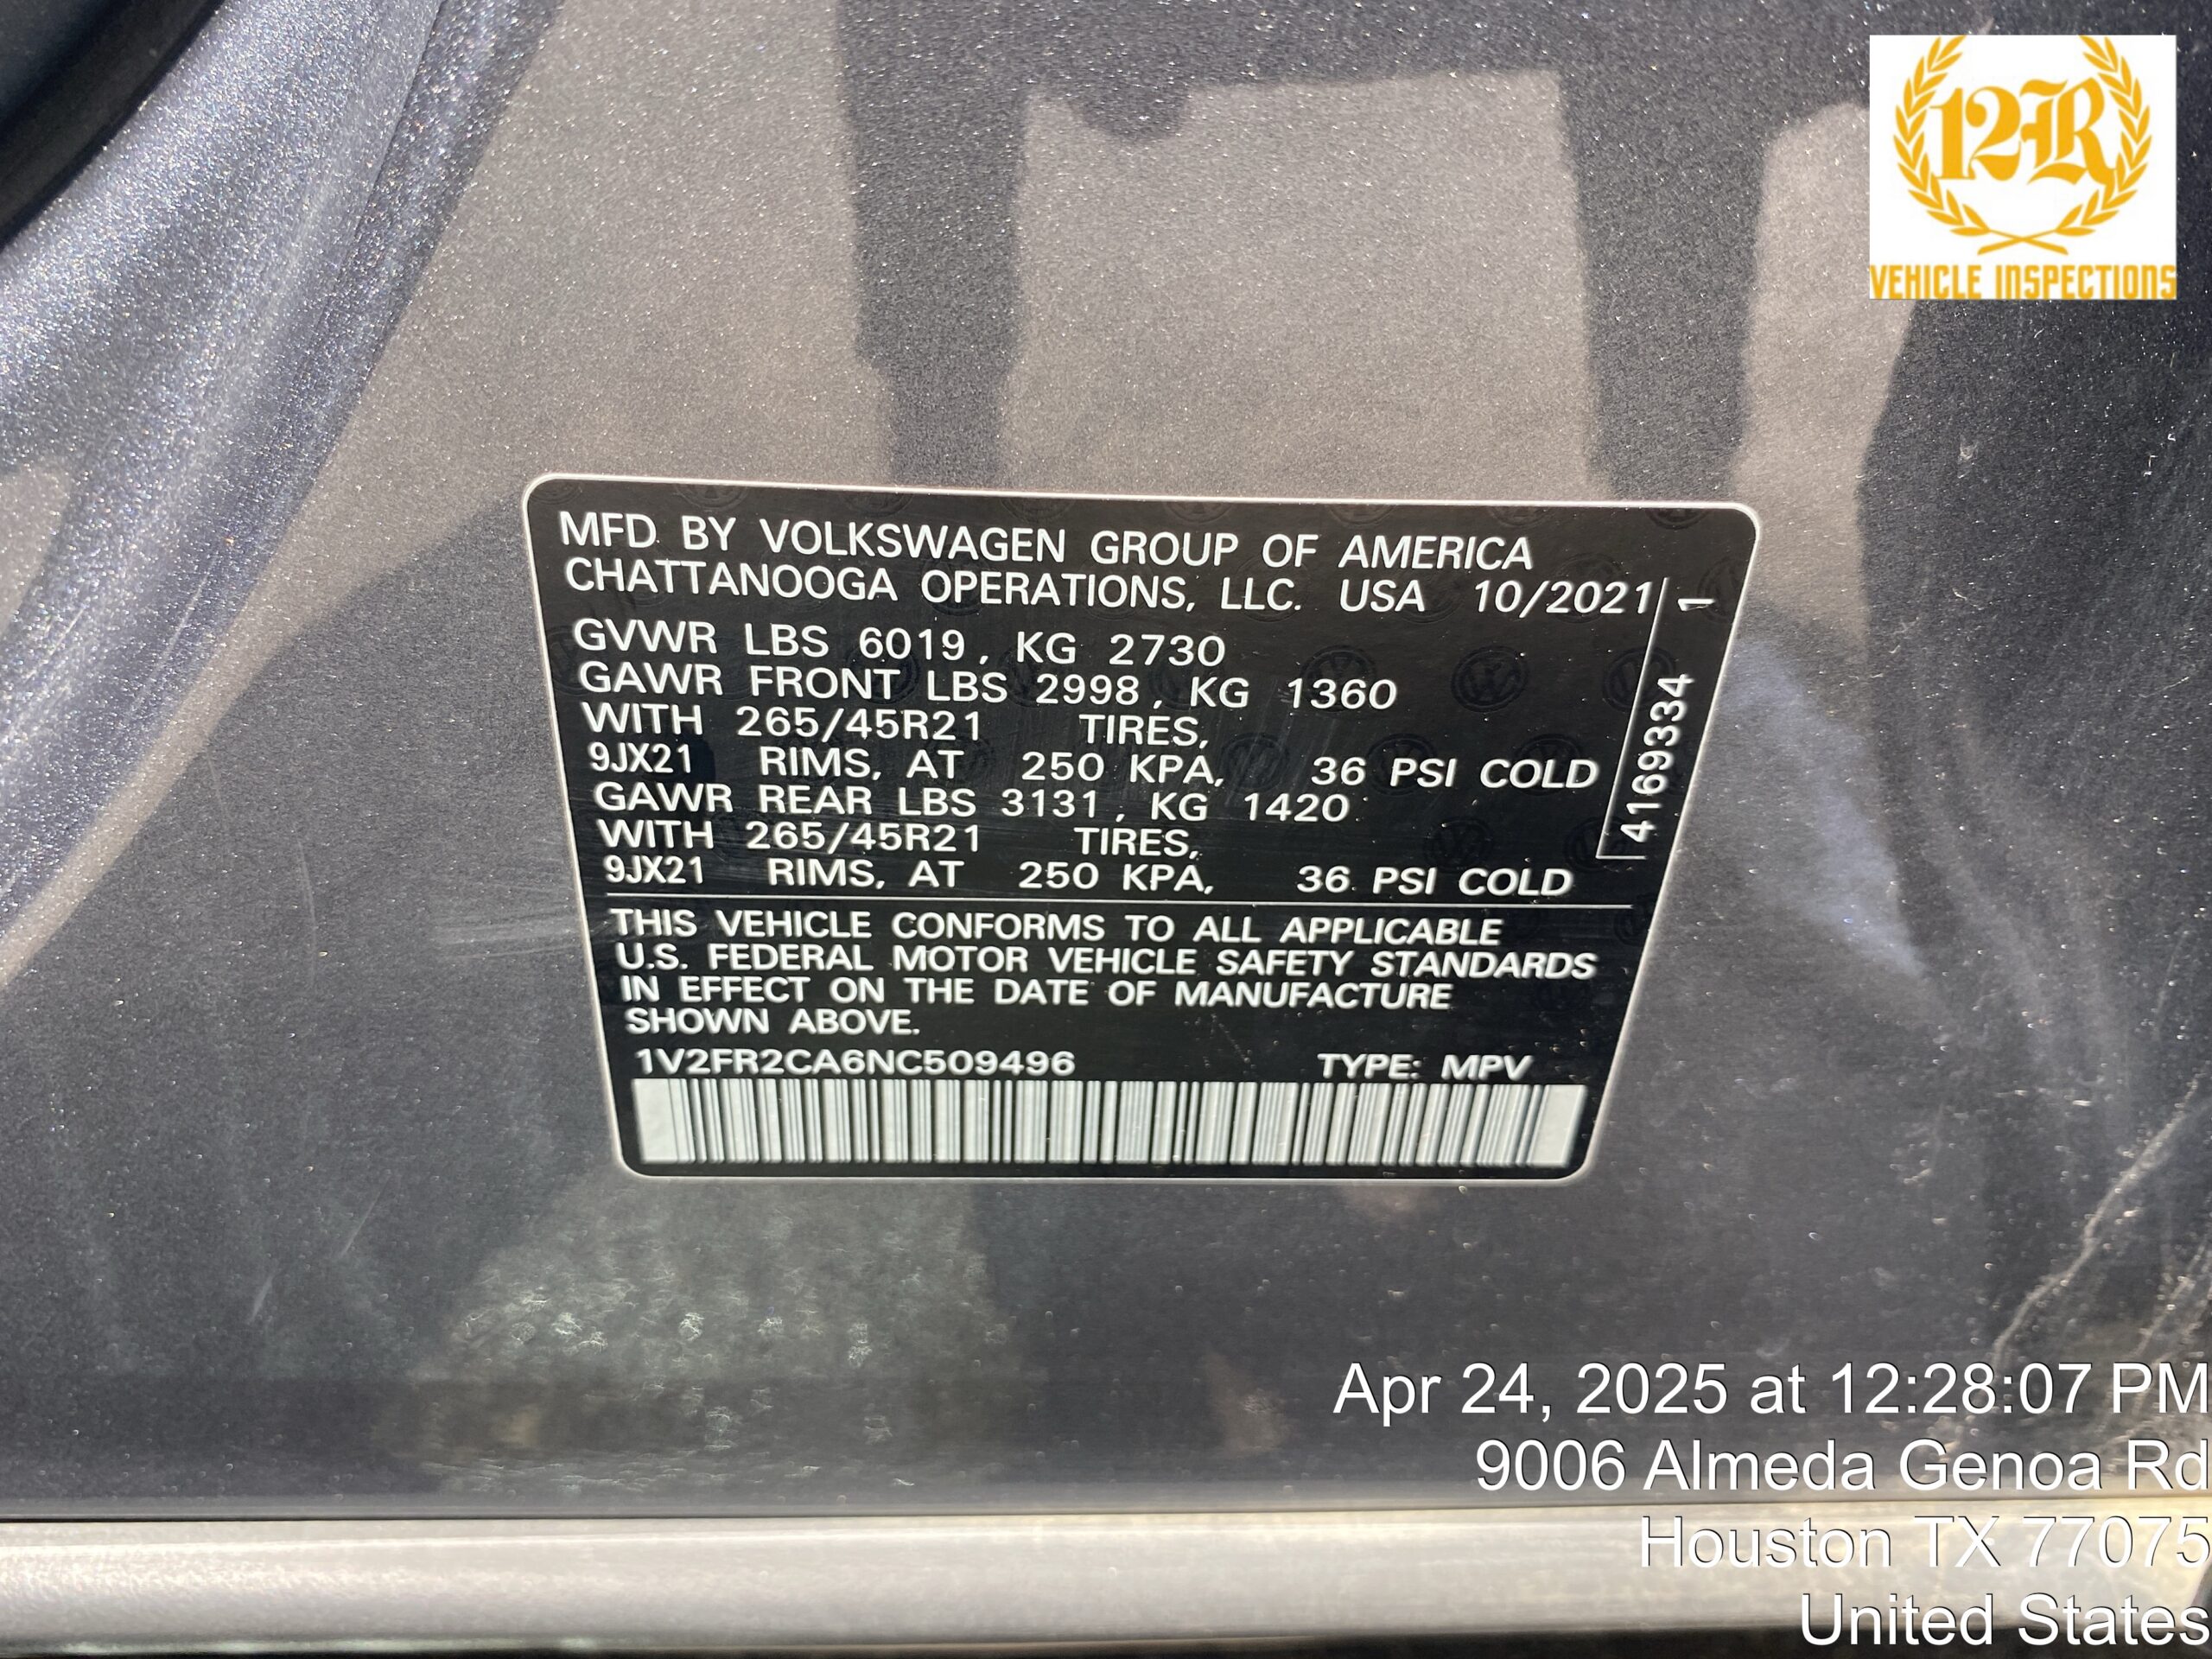 12R
VEHICLE INSPECTIONS
MFD BY VOLKSWAGEN GROUP OF AMERICA
CHATTANOOGA OPERATIONS, LLC. USA 10/2021
GVWR LBS 6019, KG 2730
GAWR FRONT LBS 2998, KG 1360
WITH 265/45R21 TIRES,
9JX21 RIMS, AT 250 KPA, 36 PSI COLD
GAWR REAR LBS 3131, KG 1420
WITH 265/45R21 TIRES,
9JX21 RIMS, AT 250 KPA, 36 PSI COLD
4169334 1
THIS VEHICLE CONFORMS TO ALL APPLICABLE
U.S. FEDERAL MOTOR VEHICLE SAFETY STANDARDS
IN EFFECT ON THE DATE OF MANUFACTURE
SHOWN ABOVE.
1V2FR2CA6NC509496 TYPE: MPV
Apr 24, 2025 at 12:28:07 PM
9006 Almeda Genoa Rd
Houston TX 77075
United States